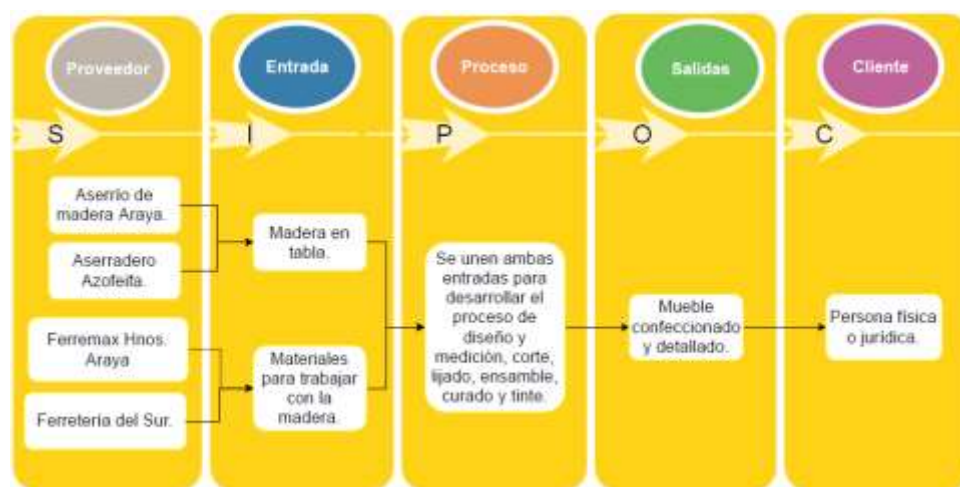 Proveedor
Entrada
Proceso
Salidas
Cliente
S
I
P
O
C
Aserrío de
madera Araya.
Aserradero
Azofeifa.
Ferremax Hnos.
Araya
Ferretería del Sur.
Madera en
tabla.
Materiales
para trabajar
con la
madera.
Se unen ambas
entradas para
desarrollar el
proceso de
diseño y
medición, corte,
lijado, ensamble,
curado y tinte.
Mueble
confeccionado
y detallado.
Persona física
o jurídica.